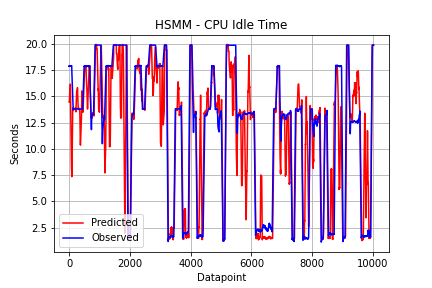 HSMM - CPU Idle Time
20.0
17.5
15.0
12.5
10.0
7.5
5.0
2.5
Seconds
Predicted
Observed
0 2000 4000 6000 8000 10000
Datapoint